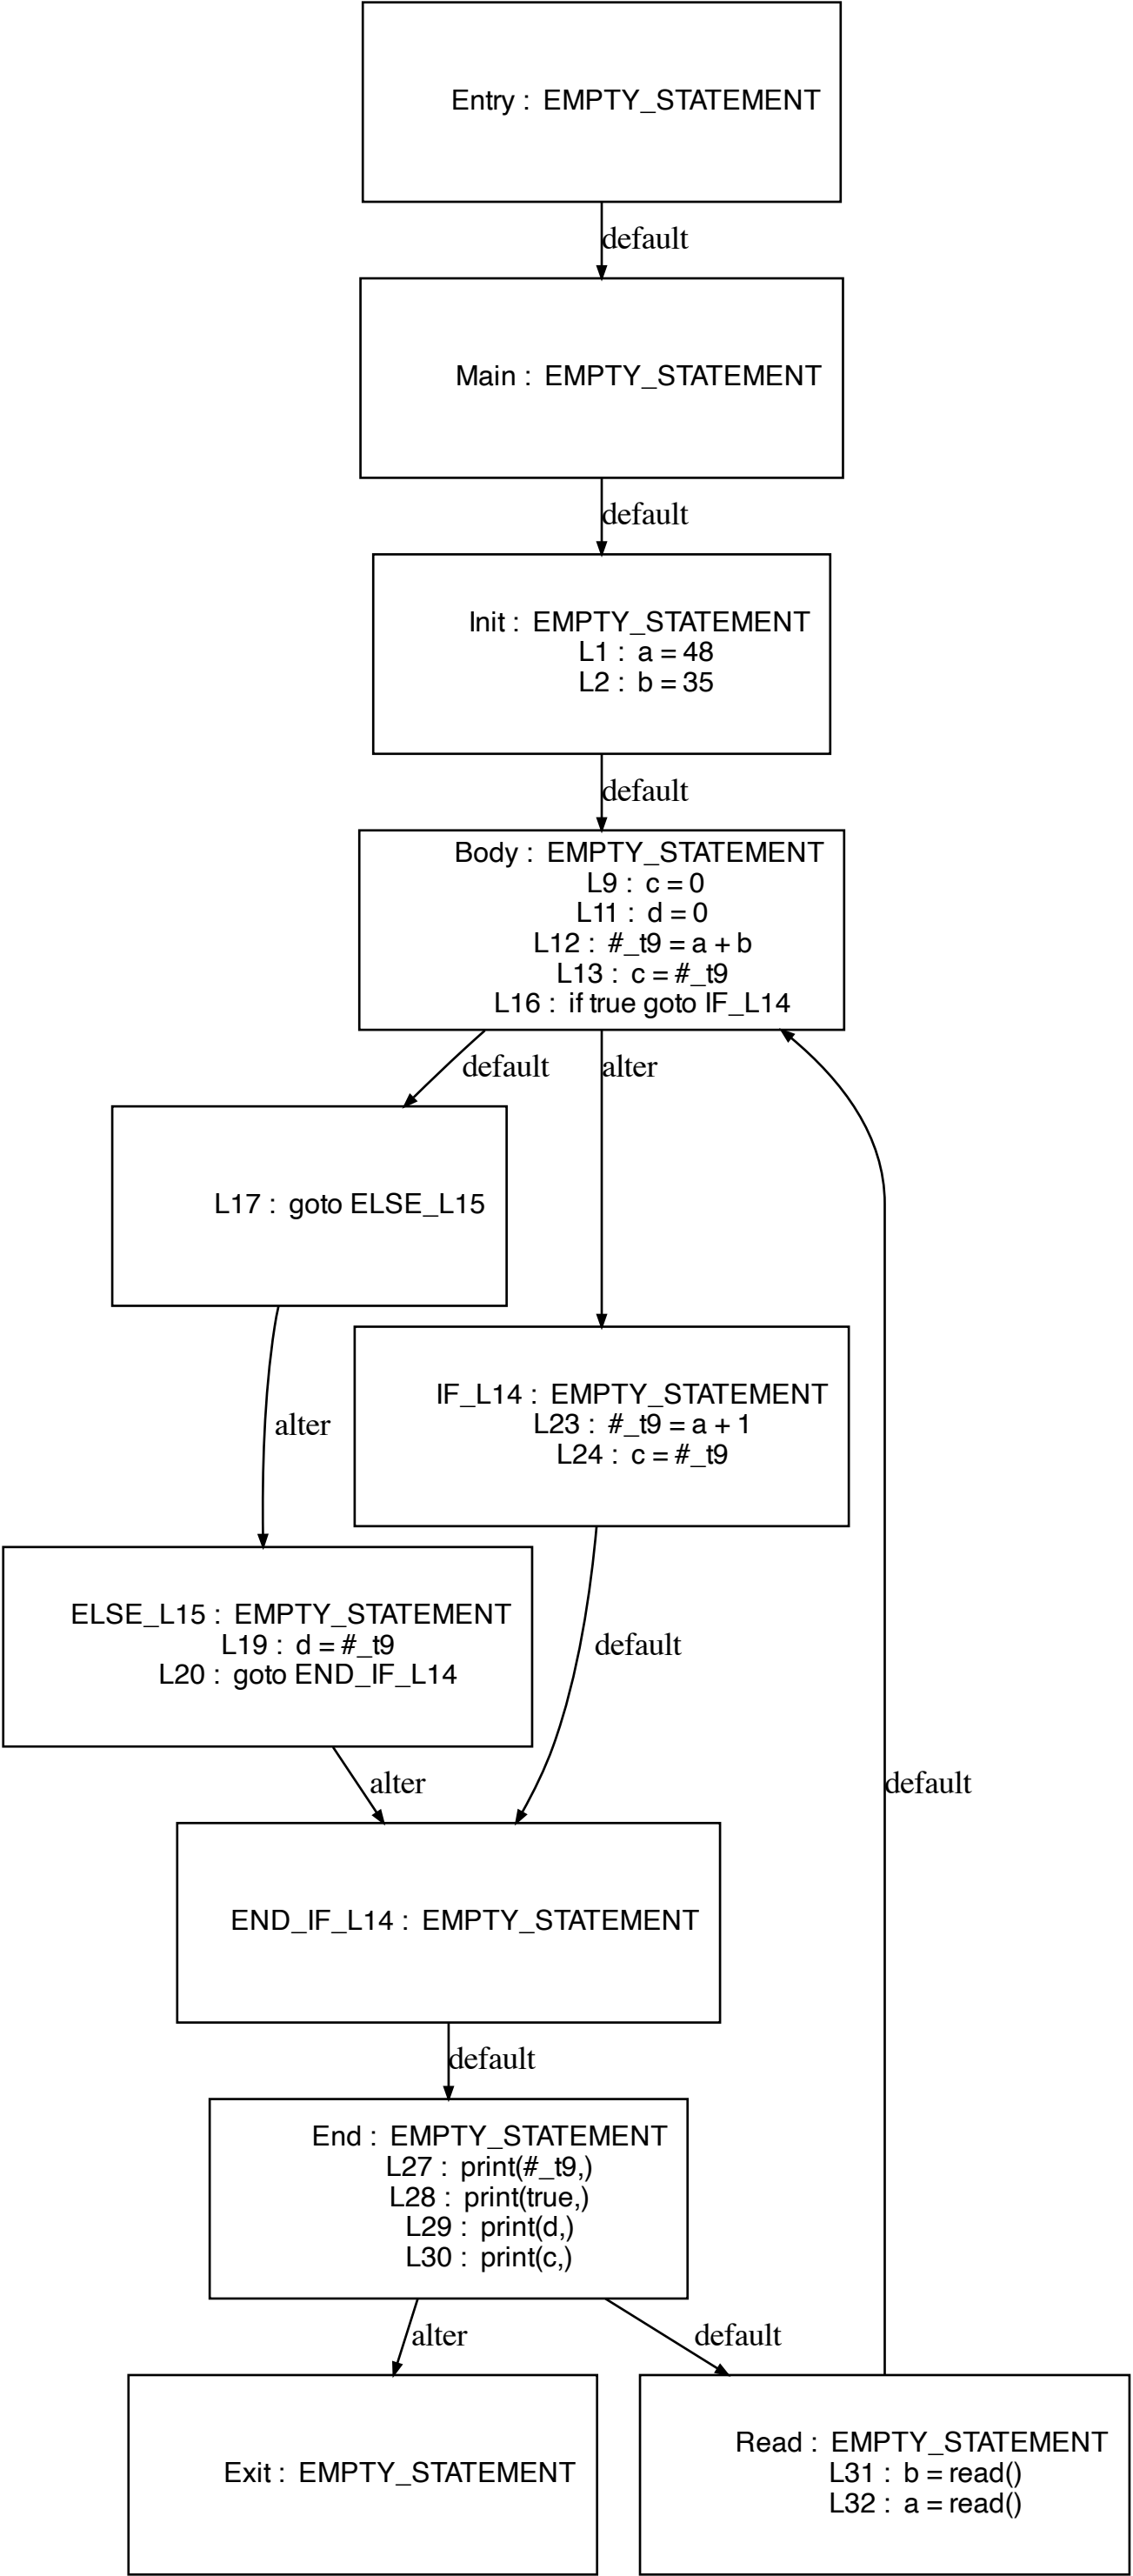 Entry : EMPTY_STATEMENT
default
Main : EMPTY_STATEMENT
default
Init : EMPTY_STATEMENT
L1 : a = 48
L2 : b = 35
default
Body : EMPTY_STATEMENT
L9 : c = 0
L11 : d = 0
L12 : #_t9 = a + b
L13 : c = #_t9
L16 : if true goto IF_L14
default
alter
L17 : goto ELSE_L15
alter
IF_L14 : EMPTY_STATEMENT
L23 : #_t9 = a + 1
L24 : c = #_t9
ELSE_L15 : EMPTY_STATEMENT
L19 : d = #_t9
L20 : goto END_IF_L14
default
alter
default
END_IF_L14 : EMPTY_STATEMENT
default
End : EMPTY_STATEMENT
L27 : print(#_t9,)
L28 : print(true,)
L29 : print(d,)
L30 : print(c,)
alter
default
Exit : EMPTY_STATEMENT
Read : EMPTY_STATEMENT
L31 : b = read()
L32 : a = read()